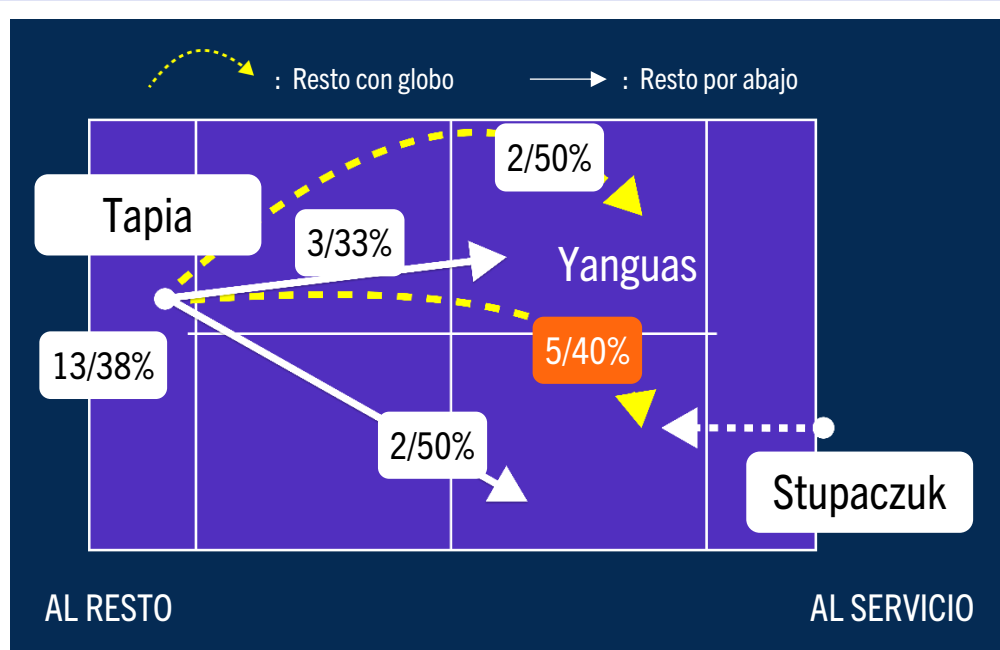 : Resto con globo
: Resto por abajo
2/50%
Tapia
3/33%
Yanguas
5/40%
13/38%
2/50%
Stupaczuk
AL RESTO
AL SERVICIO